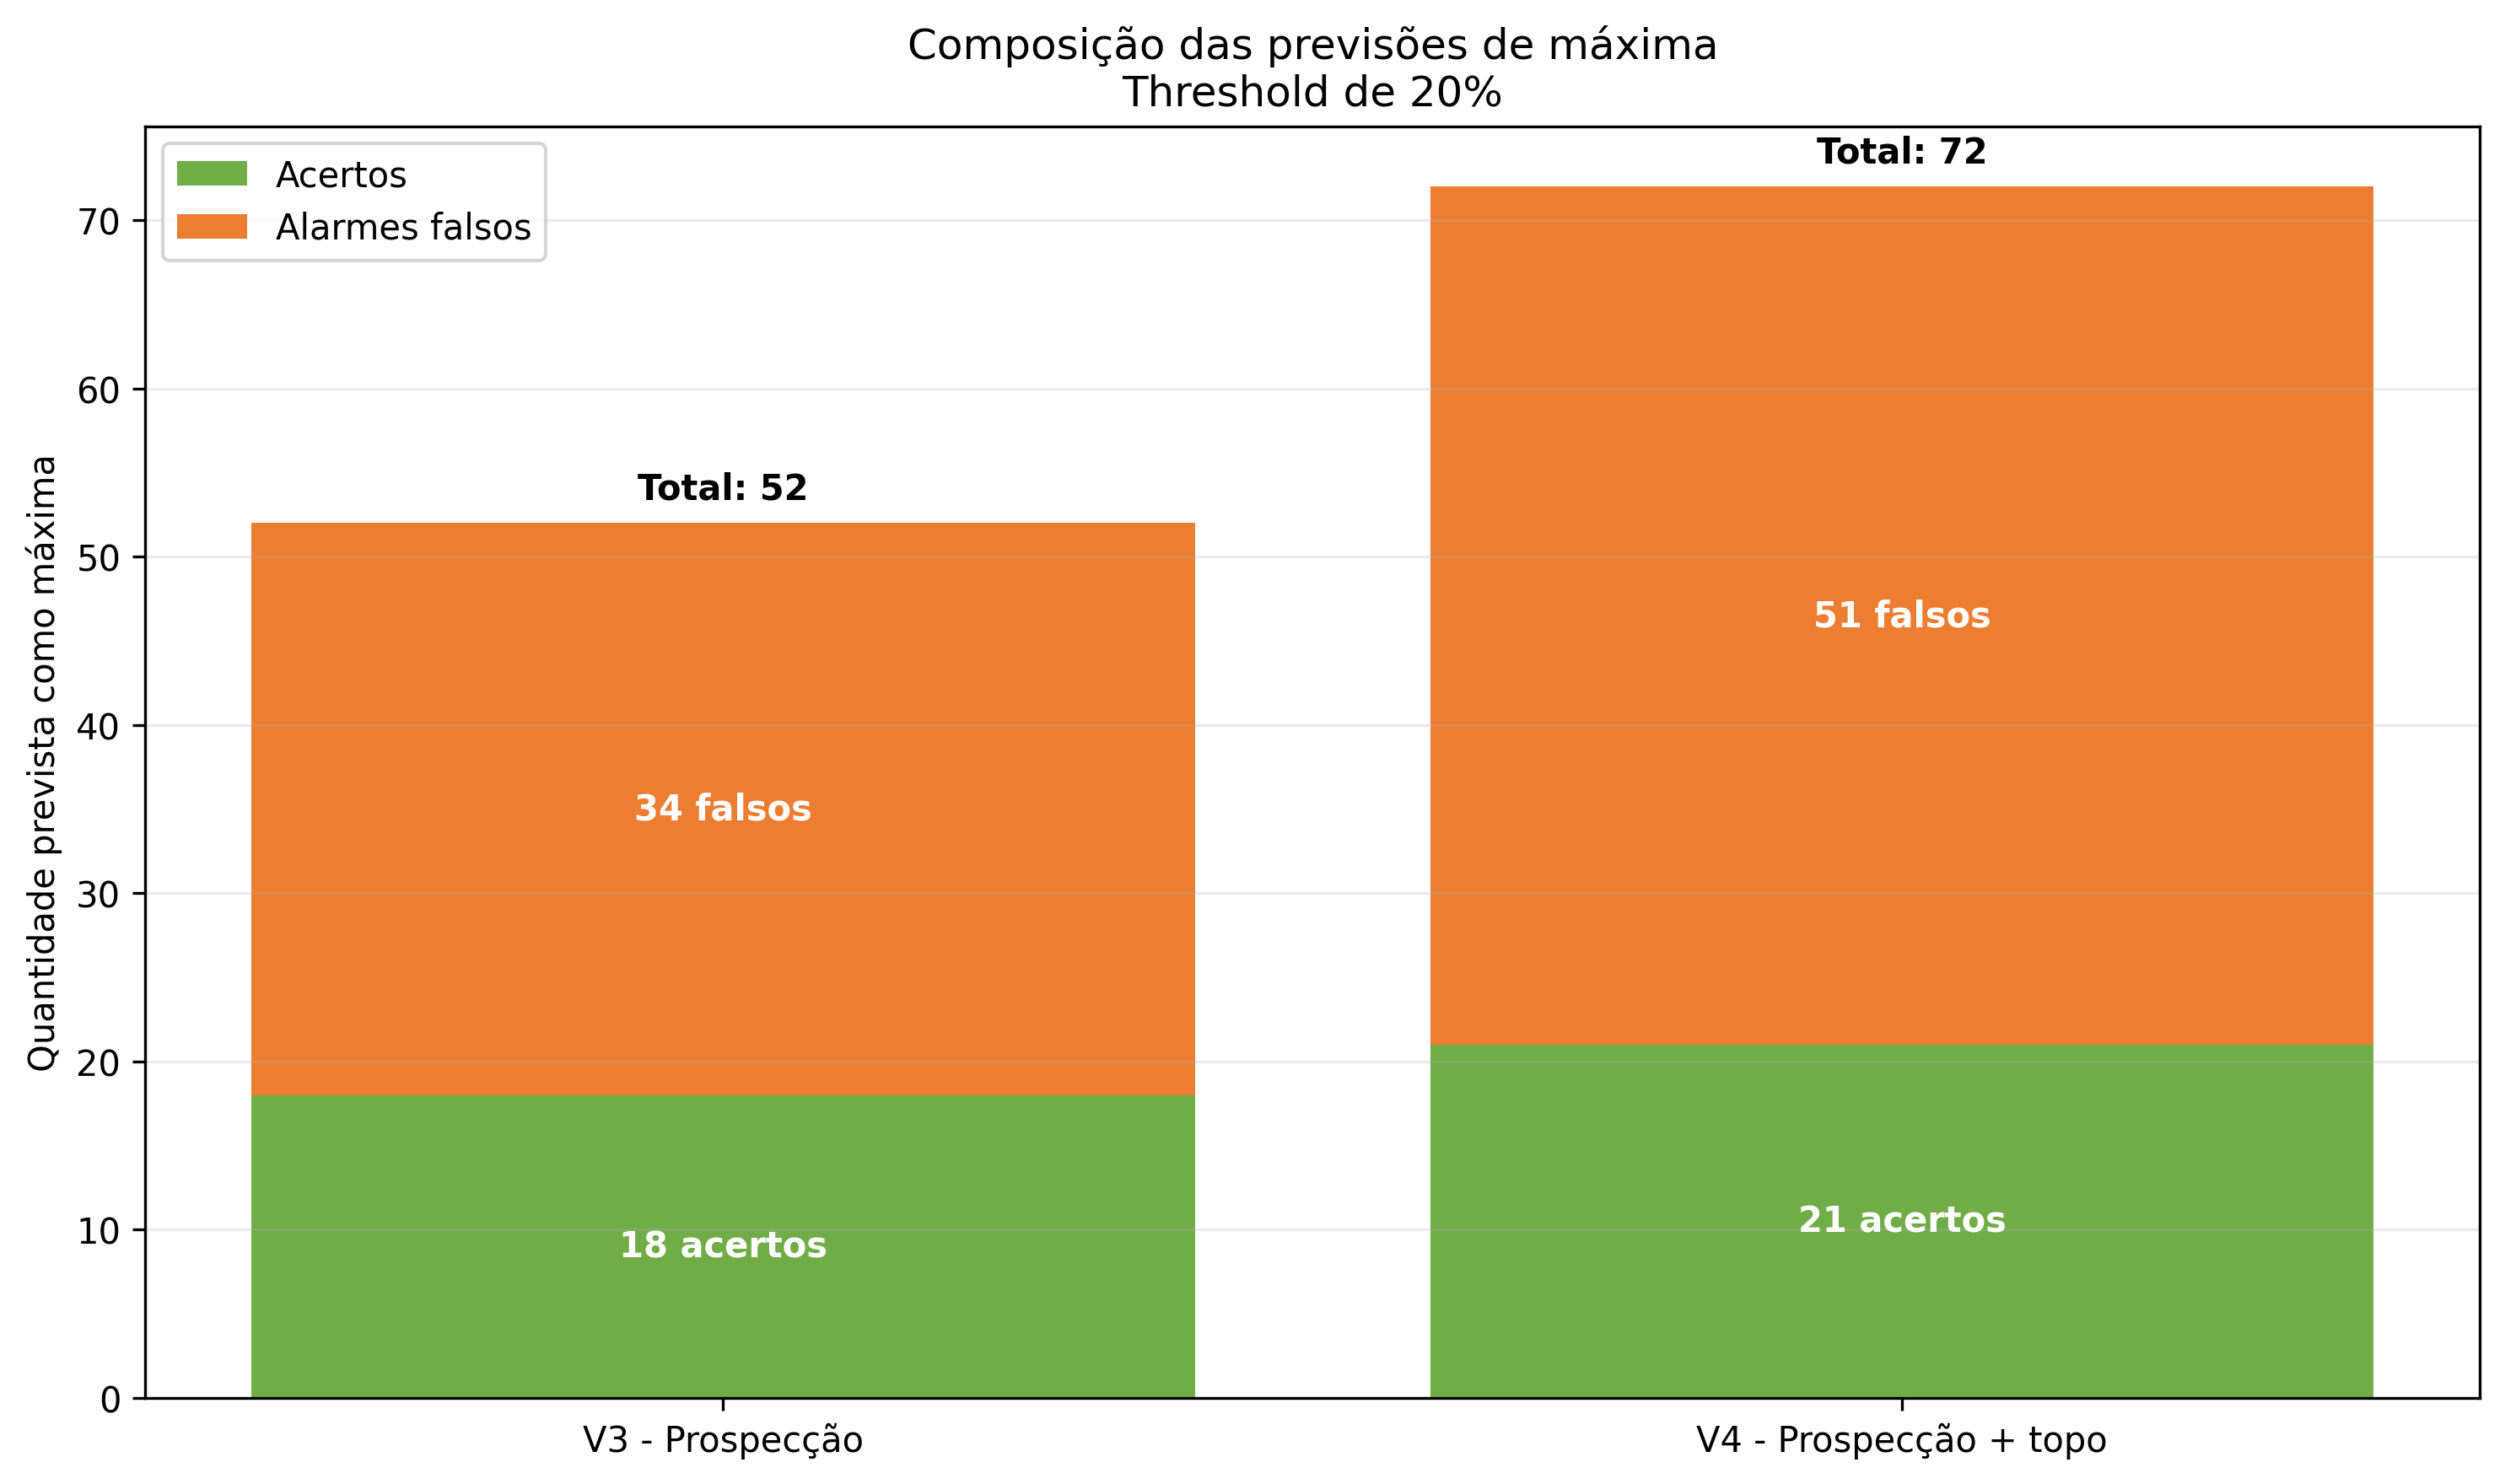 Composição das previsões de máxima
Threshold de 20%
Acertos
Alarmes falsos
Quantidade prevista como máxima
70
60
50
40
30
20
10
0
Total: 52
34 falsos
18 acertos
Total: 72
51 falsos
21 acertos
V3 - Prospecção
V4 - Prospecção + topo